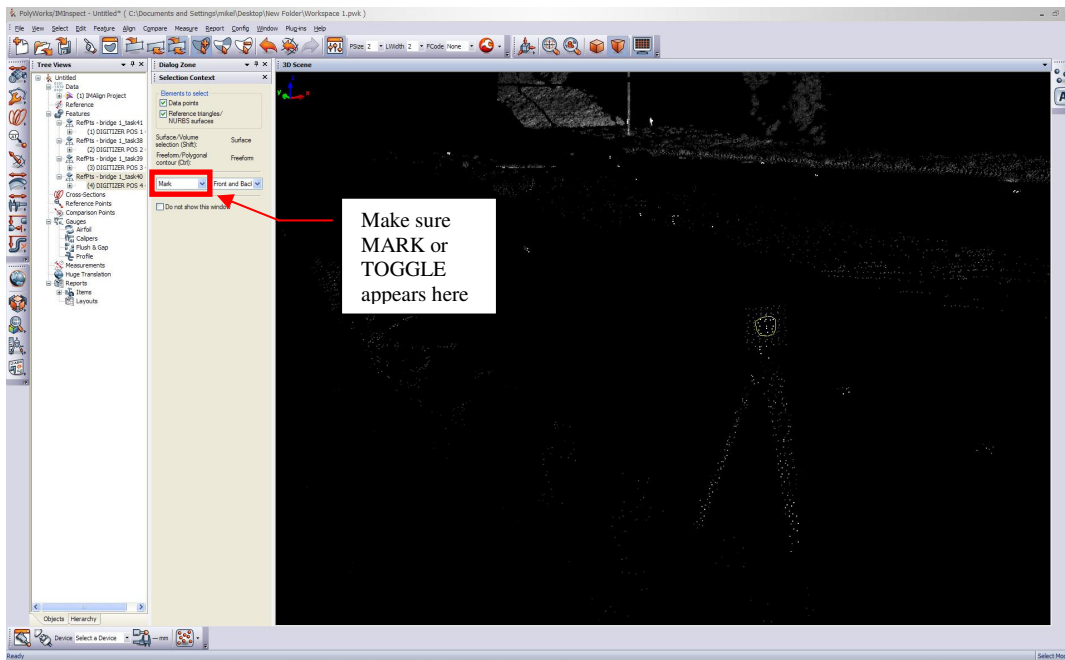 PolyWorks/IMInspect - Untitled* ( C:\Documents and Settings\mikel\Desktop\New Folder\Workspace 1.pwk )
File View Select Edit Feature Align Compare Measure Report Config Window Plug-ins Help
PSize 2 LWidth 2 PCode None
Tree Views
Untitled
Data
(1) IMAlign Project
Reference
Features
RefPts - bridge 1_task41
(1) DIGITIZER POS 1
RefPts - bridge 1_task38
(2) DIGITIZER POS 2
RefPts - bridge 1_task39
(3) DIGITIZER POS 3
RefPts - bridge 1_task40
(4) DIGITIZER POS 4
Cross-Sections
Reference Points
Comparison Points
Gauges
Airfoil
Calipers
Flush & Gap
Profile
Measurements
Huge Translation
Reports
Items
Layouts
Objects Hierarchy
Dialog Zone
Selection Context
Elements to select
Data points
Reference triangles/
NURBS surfaces
Surface/Volume
selection (Shift): Surface
Freeform/Polygonal
contour (Ctrl): Freeform
Mark Front and Bacl
Do not show this window
3D Scene
Y X
Make sure
MARK or
TOGGLE
appears here
Device Select a Device mm
Ready
Select Mo